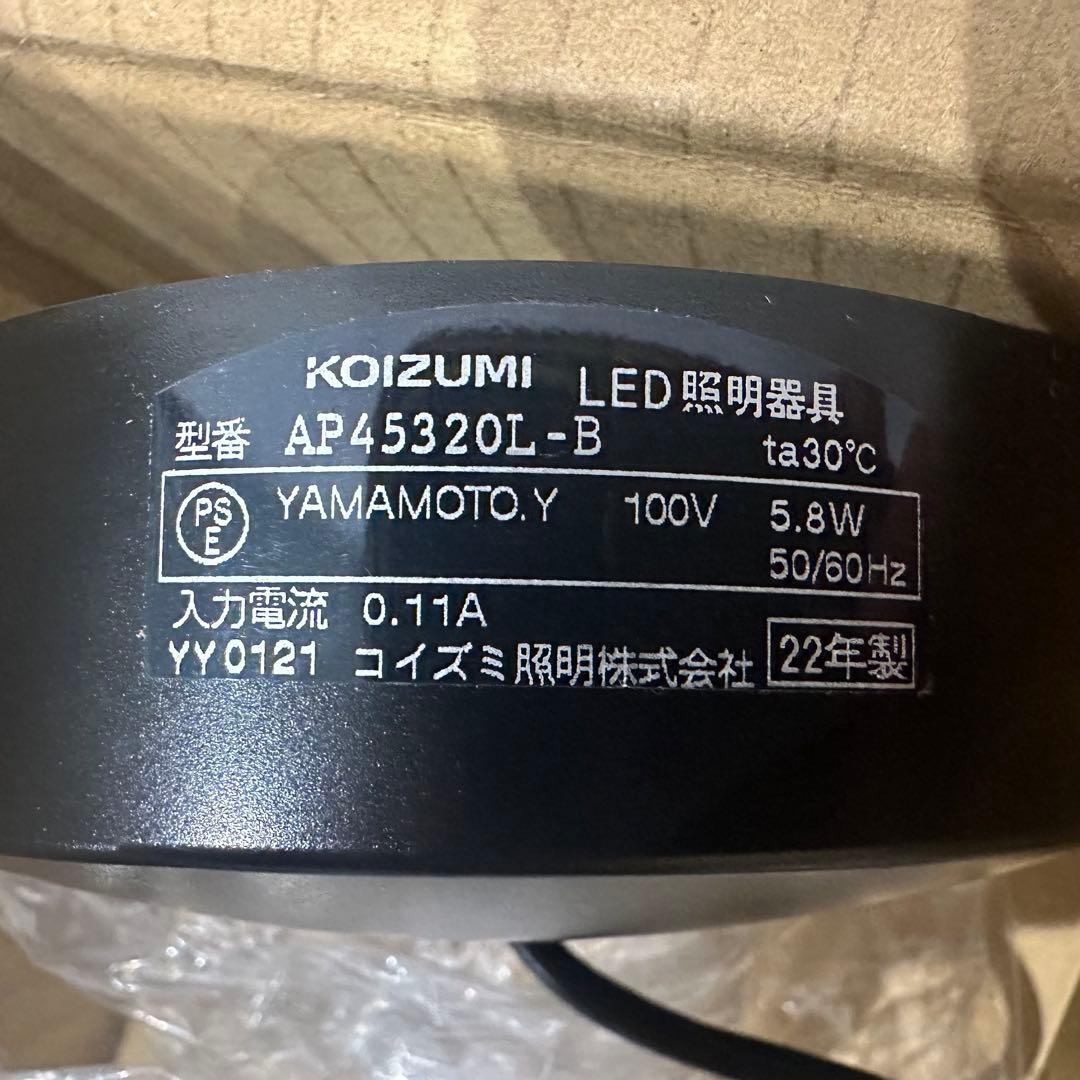 KOIZUMI LED照明器具
型番 AP45320L-B ta30℃
PSE YAMAMOTO.Y 100V 5.8W
50/60Hz
入力電流 0.11A
YY0121 コイズミ照明株式会社 22年製